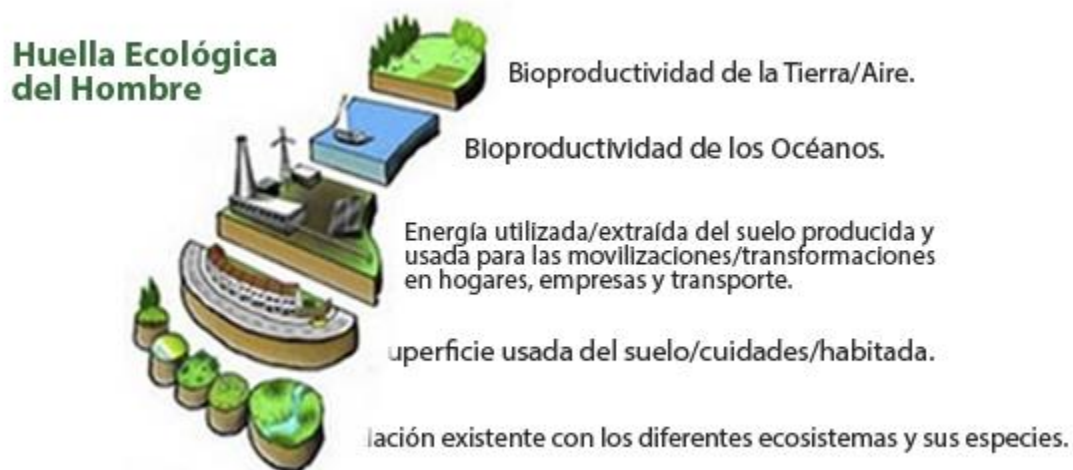 Huella Ecológica
del Hombre
Bioproductividad de la Tierra/Aire.
Bioproductividad de los Océanos.
Energía utilizada/extraída del suelo producida y
usada para las movilizaciones/transformaciones
en hogares, empresas y transporte.
uperficie usada del suelo/cuidades/habitada.
lación existente con los diferentes ecosistemas y sus especies.